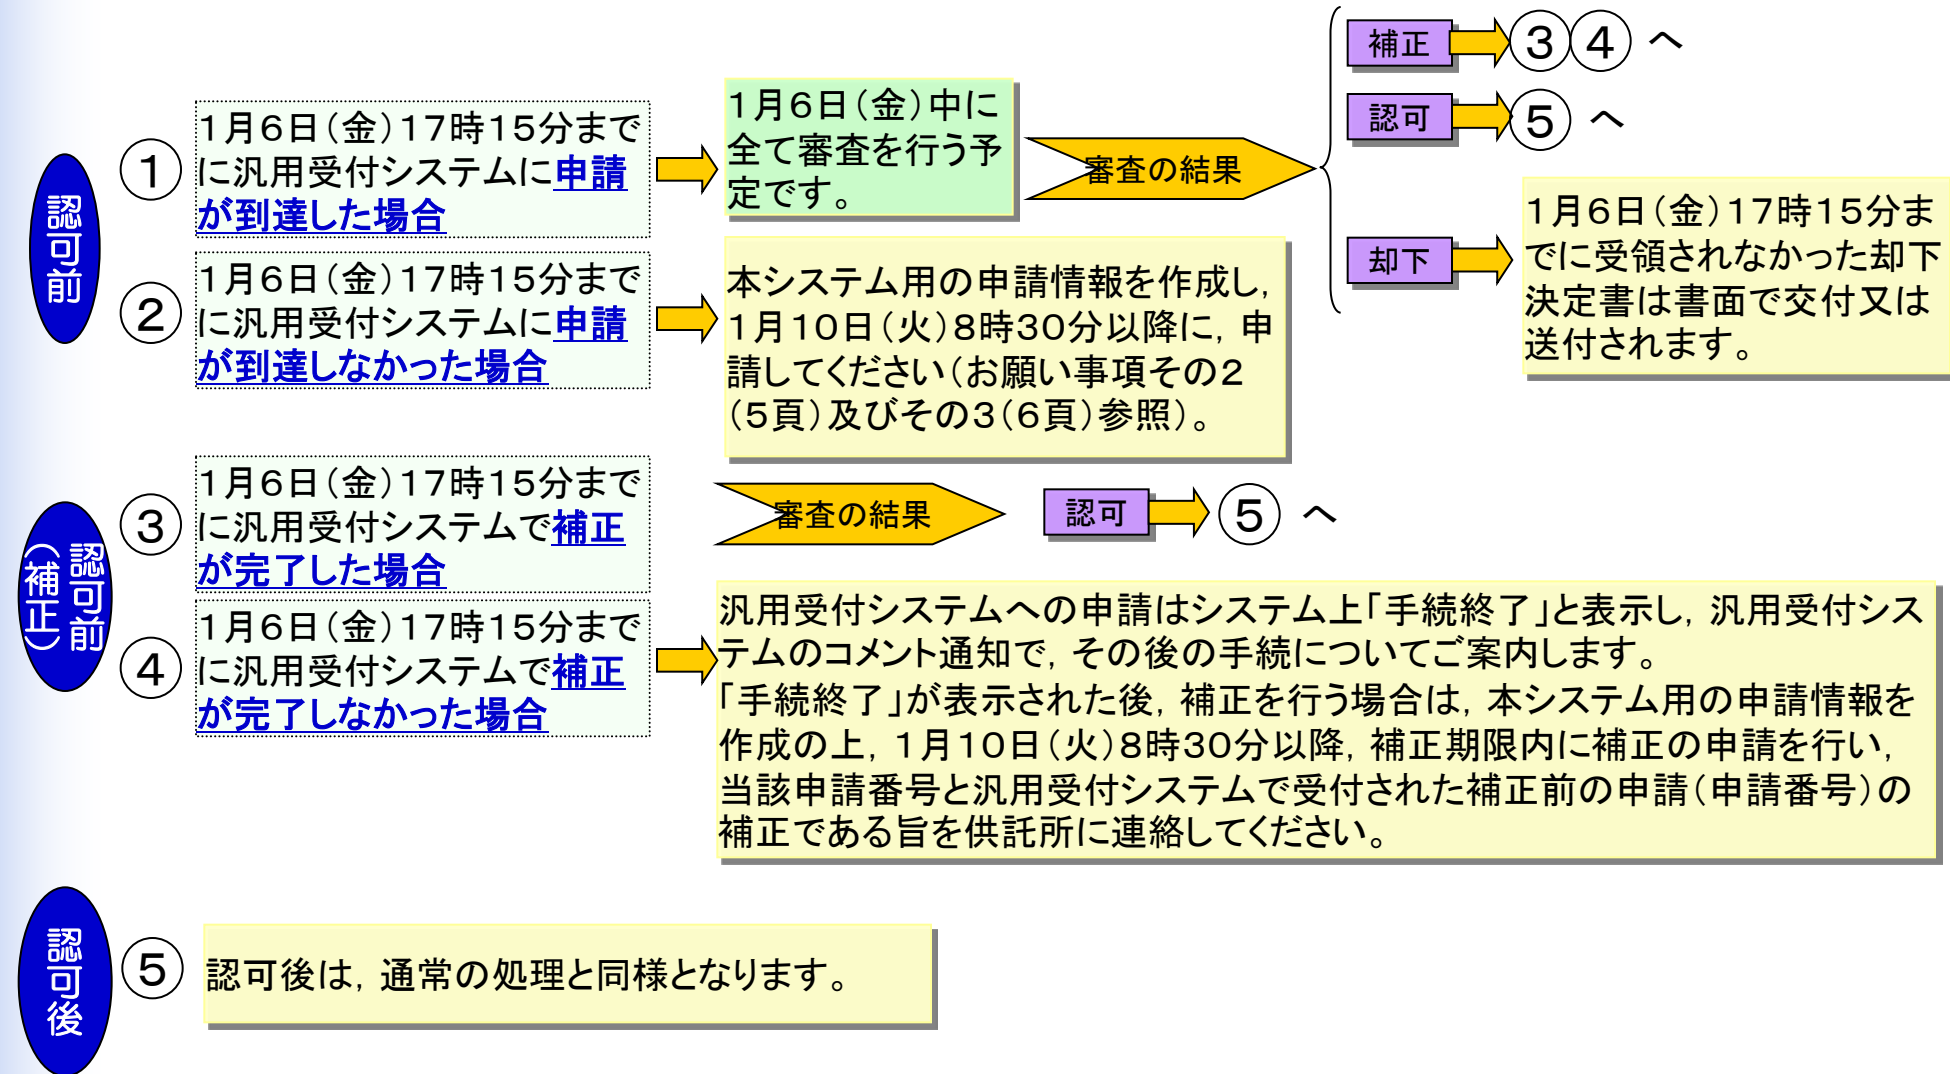 認可前
①
１月６日（金）１７時１５分まで
に汎用受付システムに申請
が到達した場合
１月６日（金）中に
全て審査を行う予
定です。
審査の結果
補正
③④ へ
認可
⑤ へ
却下
１月６日（金）１７時１５分ま
でに受領されなかった却下
決定書は書面で交付又は
送付されます。
②
１月６日（金）１７時１５分まで
に汎用受付システムに申請
が到達しなかった場合
本システム用の申請情報を作成し，
１月１０日（火）８時３０分以降に，申
請してください（お願い事項その２
（５頁）及びその３（６頁）参照）。
認可前
（補正）
③
１月６日（金）１７時１５分まで
に汎用受付システムで補正
が完了した場合
審査の結果
認可
⑤ へ
④
１月６日（金）１７時１５分まで
に汎用受付システムで補正
が完了しなかった場合
汎用受付システムへの申請はシステム上「手続終了」と表示し，汎用受付シス
テムのコメント通知で，その後の手続についてご案内します。
「手続終了」が表示された後，補正を行う場合は，本システム用の申請情報を
作成の上，１月１０日（火）８時３０分以降，補正期限内に補正の申請を行い，
当該申請番号と汎用受付システムで受付された補正前の申請（申請番号）の
補正である旨を供託所に連絡してください。
認可後
⑤
認可後は，通常の処理と同様となります。